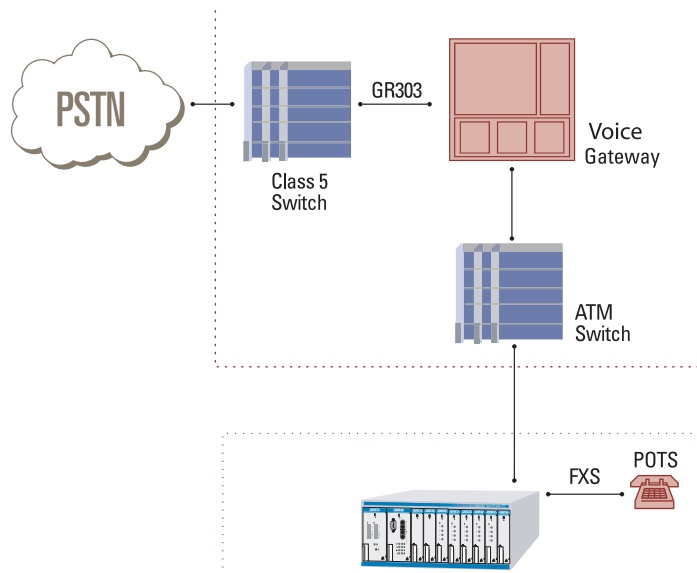 PSTN
GR303
Class 5
Switch
Voice
Gateway
ATM
Switch
FXS
POTS